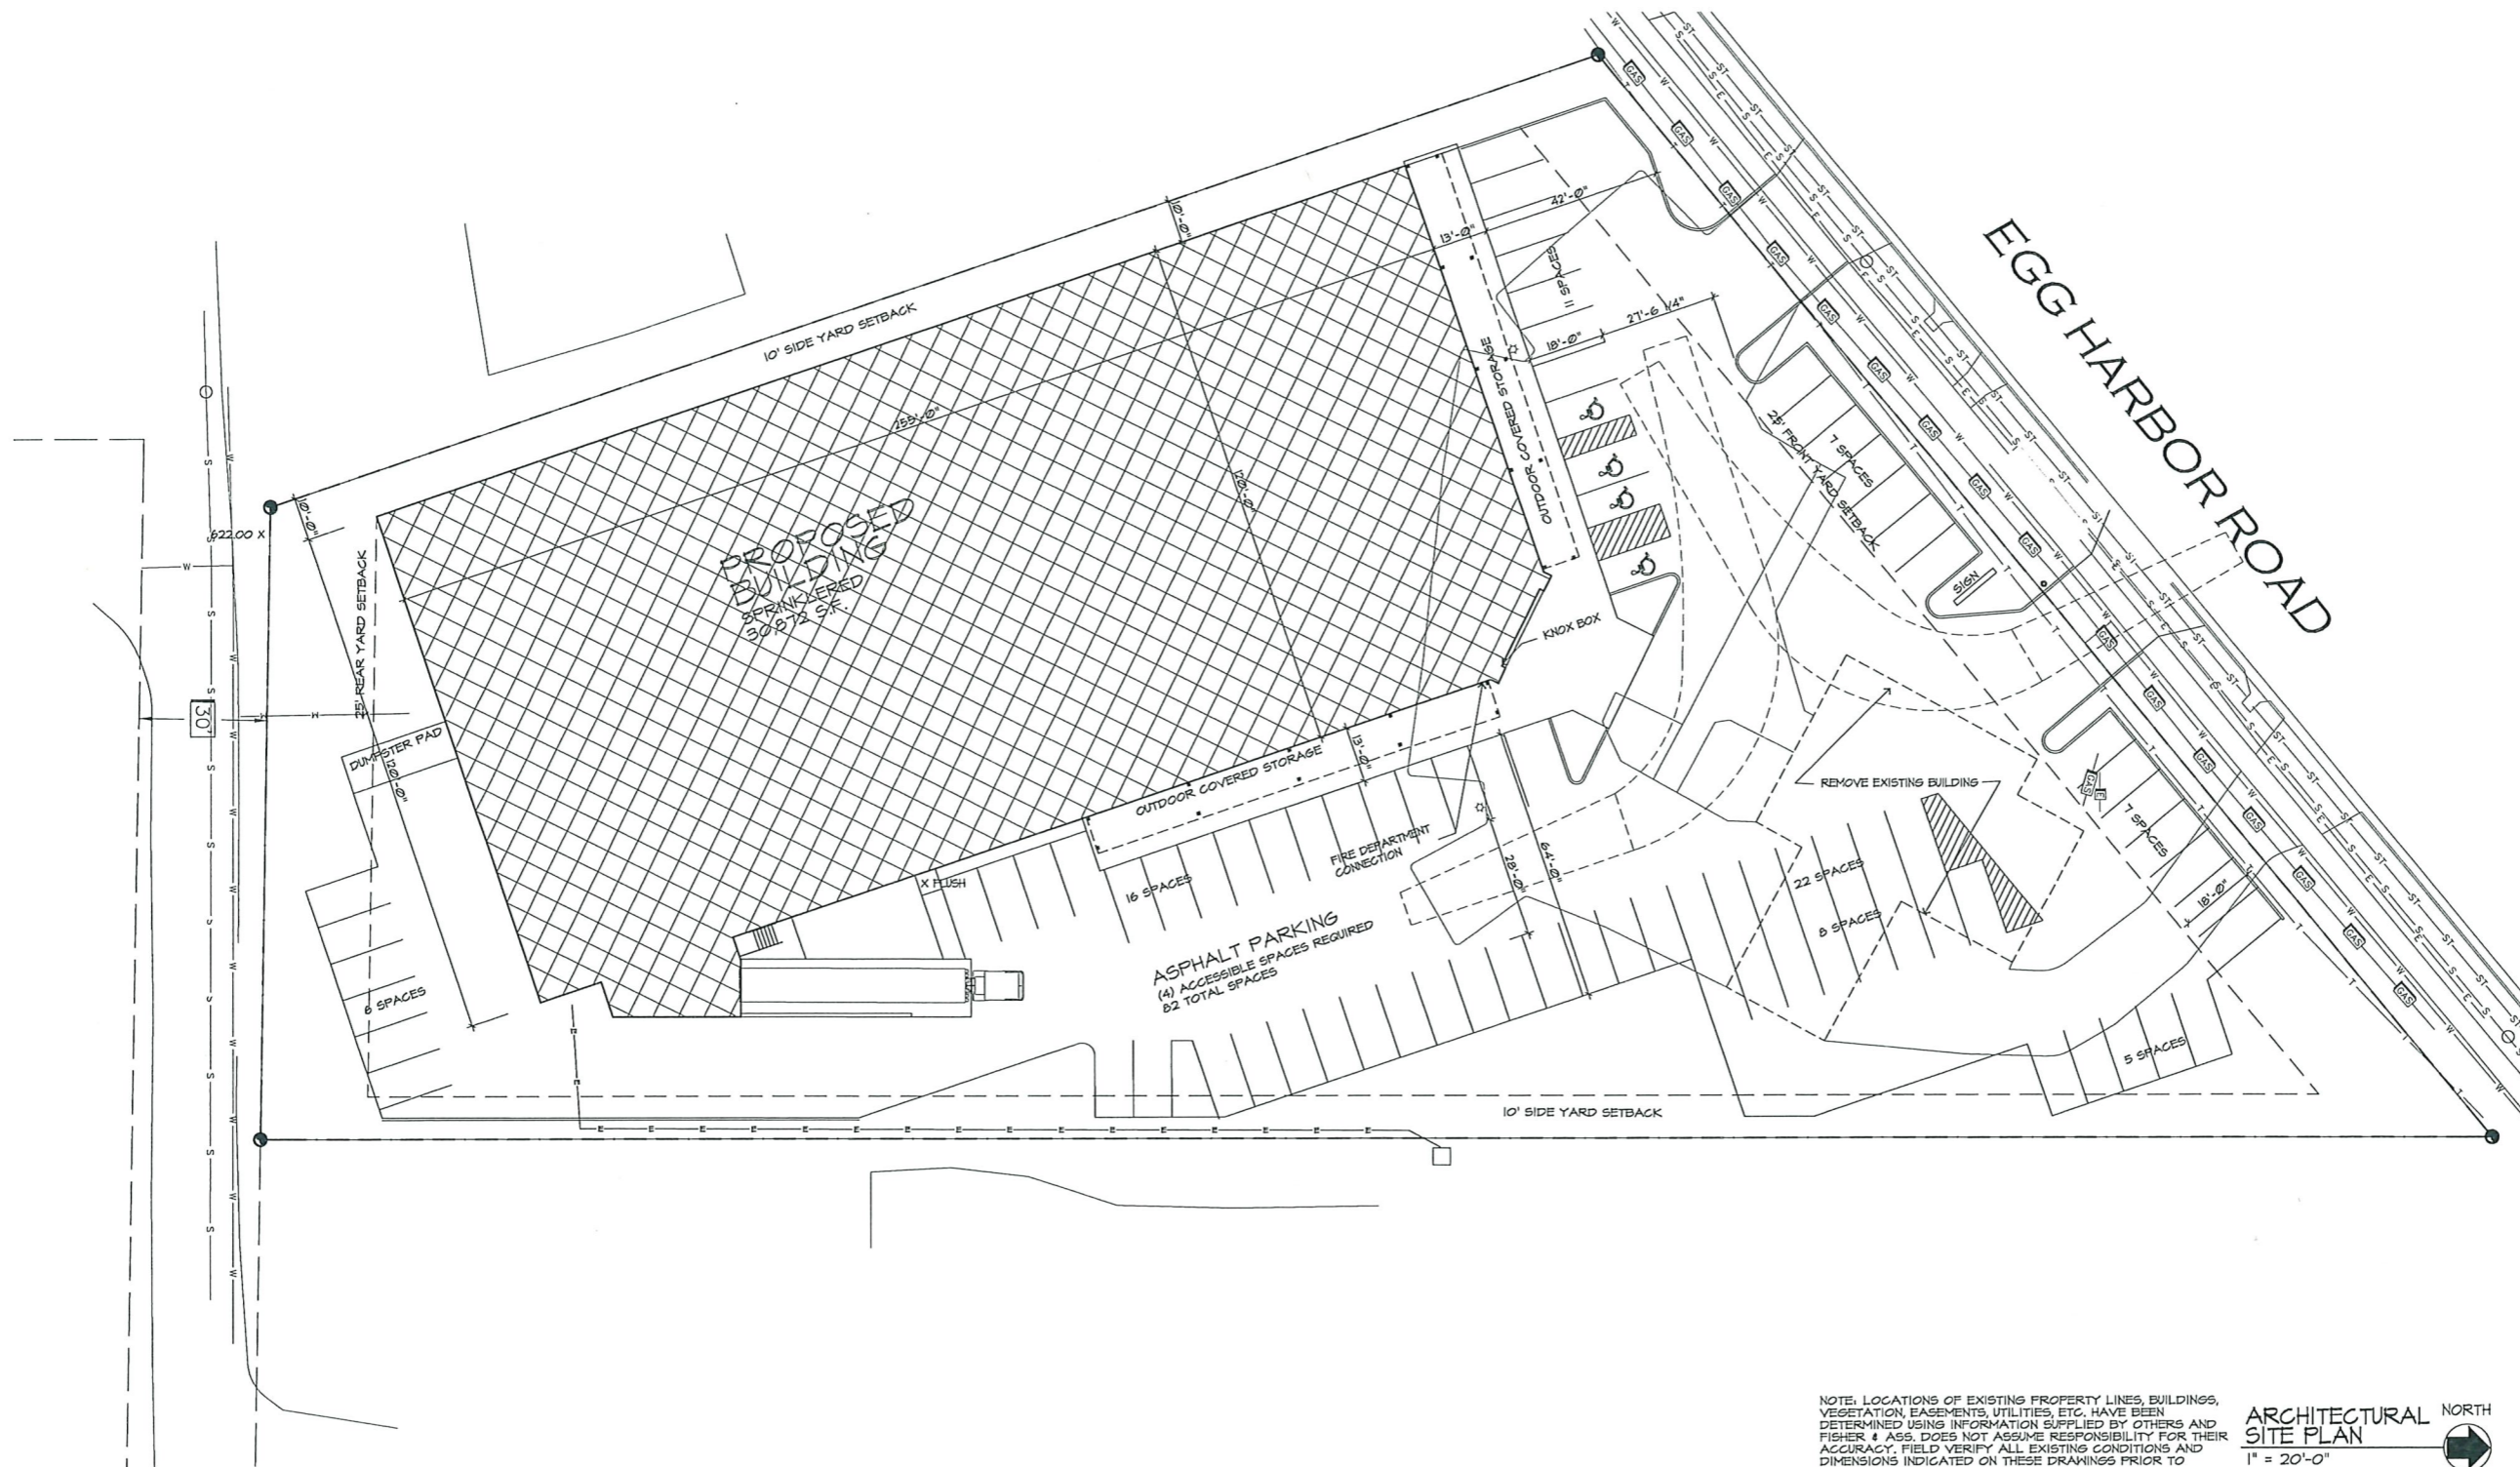 EGG HARBOR ROAD
10'-0"
42'-0"
13'-0"
11 SPACES
27'-6 1/4"
18'-0"
10' SIDE YARD SETBACK
255'-0"
120'-0"
OUTDOOR COVERED STORAGE
25' FRONT YARD SETBACK
7 SPACES
SIGN
10'-0"
622.00 X
PROPOSED
BUILDING
SPRINKLERED
30,872 S.F.
25' REAR YARD SETBACK
KNOX BOX
30'
DUMPSTER PAD
120'-0"
OUTDOOR COVERED STORAGE
13'-0"
REMOVE EXISTING BUILDING
7 SPACES
FIRE DEPARTMENT
CONNECTION
28'-0"
64'-0"
X FLUSH
16 SPACES
22 SPACES
8 SPACES
18'-0"
ASPHALT PARKING
(4) ACCESSIBLE SPACES REQUIRED
82 TOTAL SPACES
5 SPACES
10' SIDE YARD SETBACK
NOTE: LOCATIONS OF EXISTING PROPERTY LINES, BUILDINGS,
VEGETATION, EASEMENTS, UTILITIES, ETC. HAVE BEEN
DETERMINED USING INFORMATION SUPPLIED BY OTHERS AND
FISHER & ASS. DOES NOT ASSUME RESPONSIBILITY FOR THEIR
ACCURACY. FIELD VERIFY ALL EXISTING CONDITIONS AND
DIMENSIONS INDICATED ON THESE DRAWINGS PRIOR TO
ARCHITECTURAL
SITE PLAN
1" = 20'-0"
NORTH